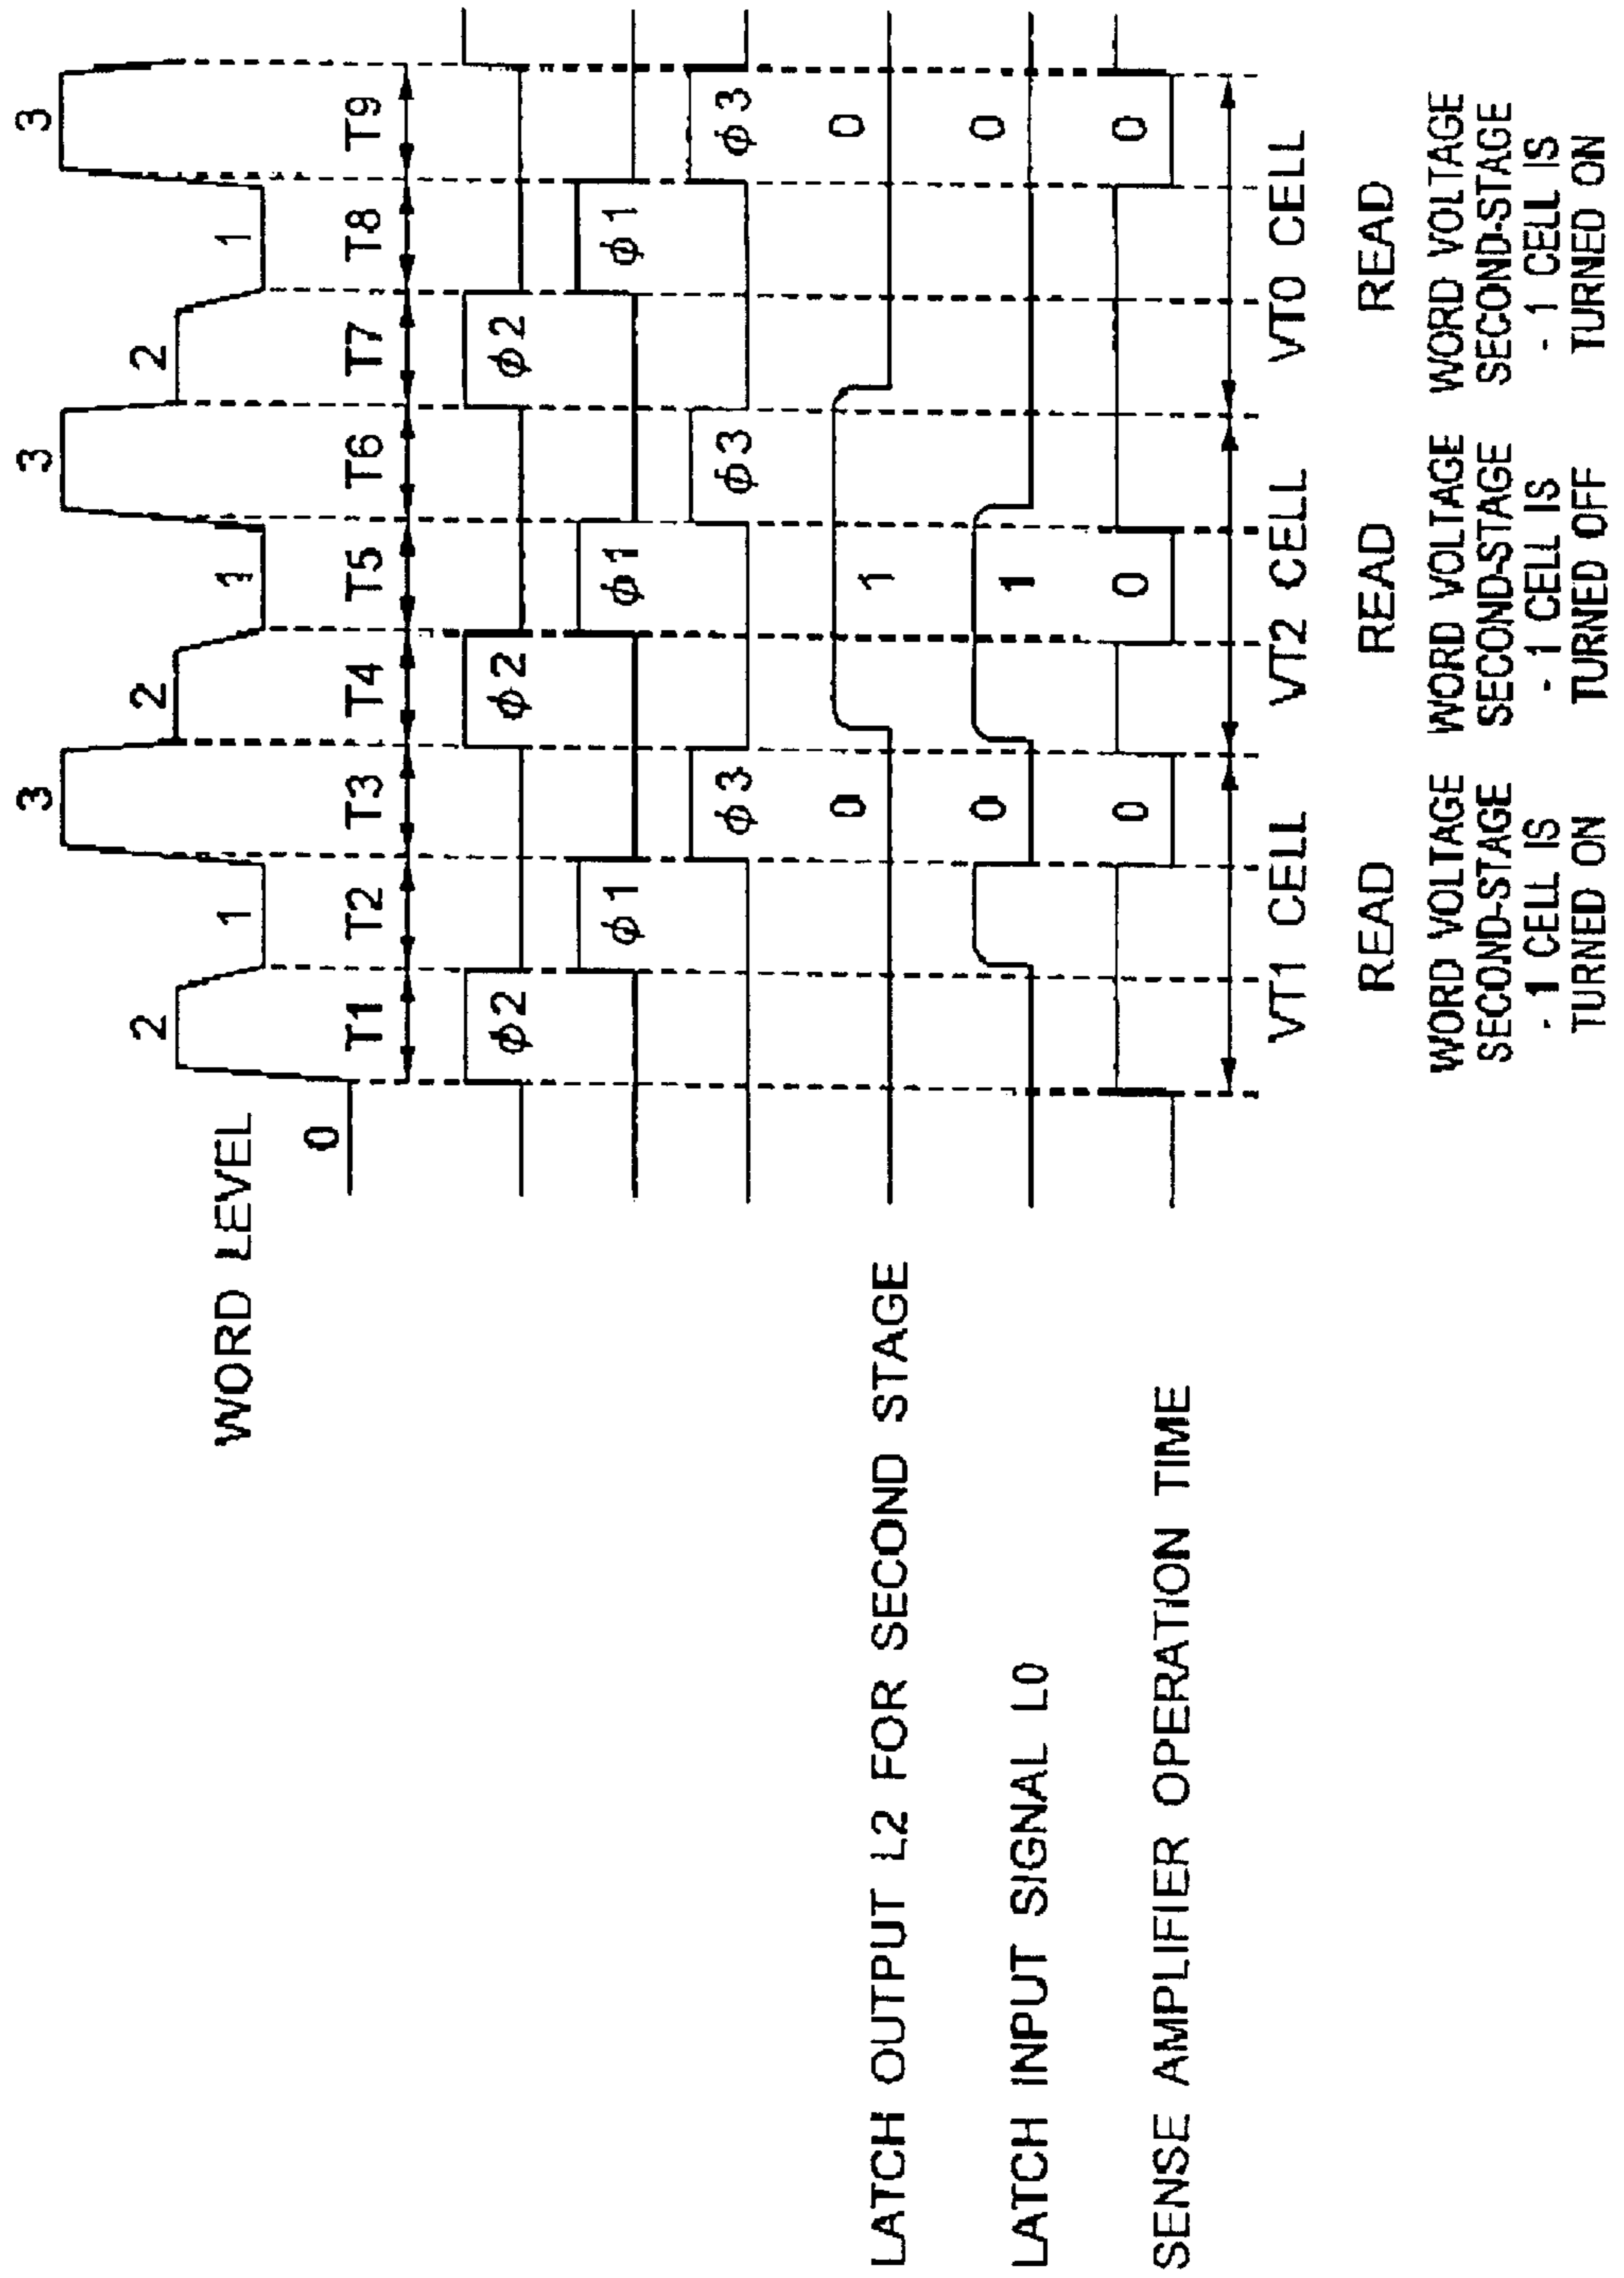 3 3 3
2 2 2
WORD LEVEL 1 1 1
0
T1 T2 T3 T4 T5 T6 T7 T8 T9
φ2 φ2 φ2
φ1 φ1 φ1
φ3 φ3 φ3
LATCH OUTPUT L2 FOR SECOND STAGE 0 1 0
LATCH INPUT SIGNAL L0 0 1 0
SENSE AMPLIFIER OPERATION TIME 0 0 0
VT1 CELL VT2 CELL VT0 CELL
READ READ READ
WORD VOLTAGE WORD VOLTAGE WORD VOLTAGE
SECOND-STAGE SECOND-STAGE SECOND-STAGE
- 1 CELL IS - 1 CELL IS - 1 CELL IS
TURNED ON TURNED OFF TURNED ON